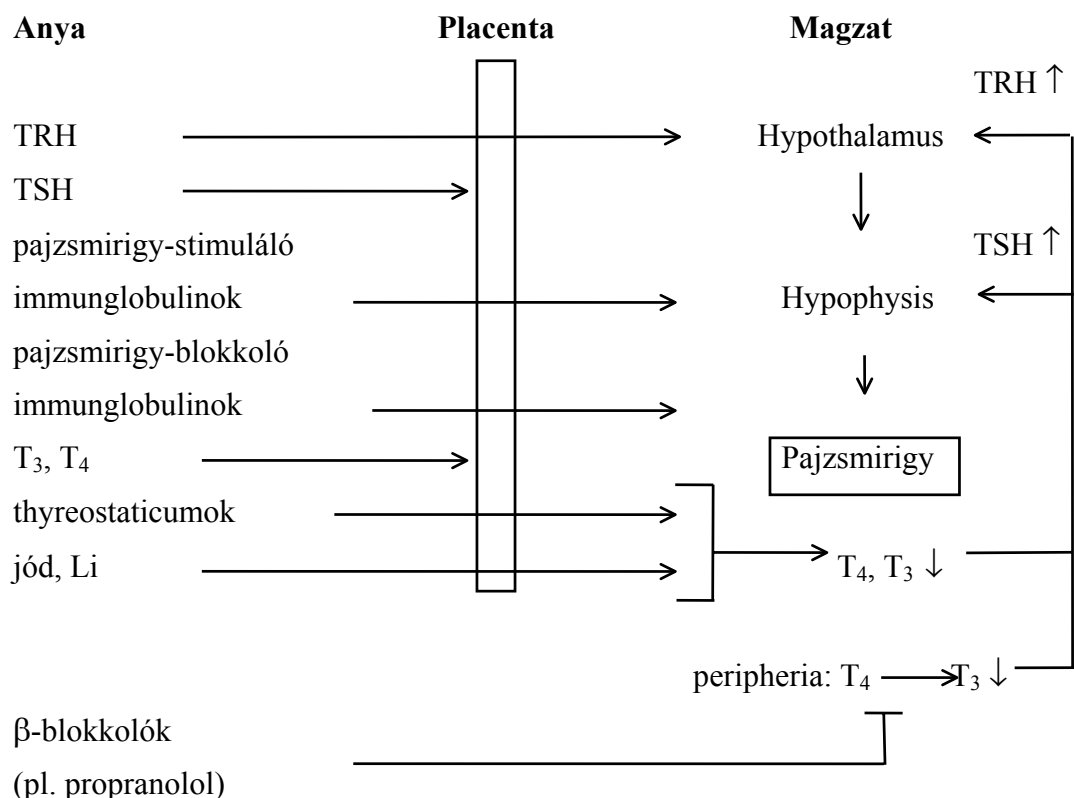 Anya Placenta Magzat
TRH ↑
TRH Hypothalamus
TSH
pajzsmirigy-stimuláló TSH ↑
immunglobulinok Hypophysis
pajzsmirigy-blokkoló
immunglobulinok
T₃, T₄ Pajzsmirigy
thyreostaticumok
jód, Li T₄, T₃ ↓
peripheria: T₄ T₃ ↓
β-blokkolók
(pl. propranolol)